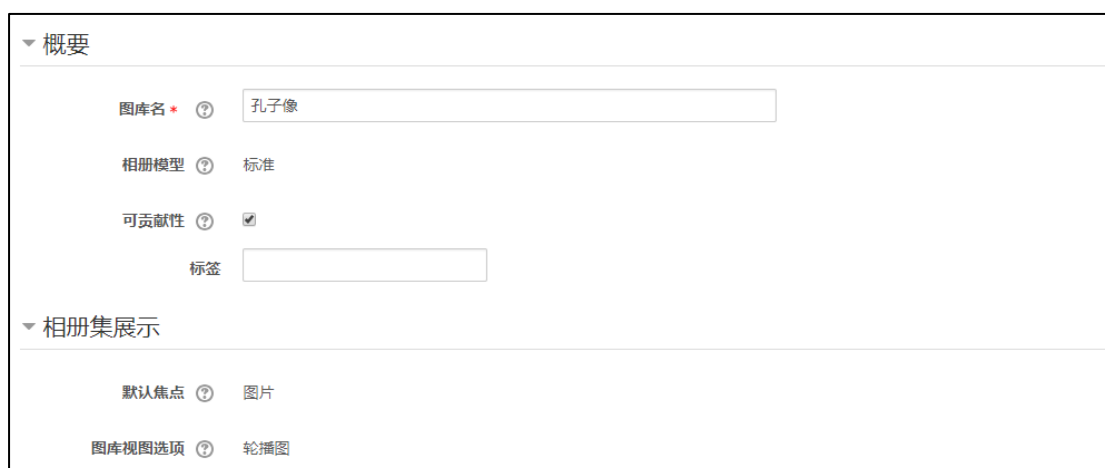 概要
图库名 * 孔子像
相册模型 标准
可贡献性
标签
相册集展示
默认焦点 图片
图库视图选项 轮播图